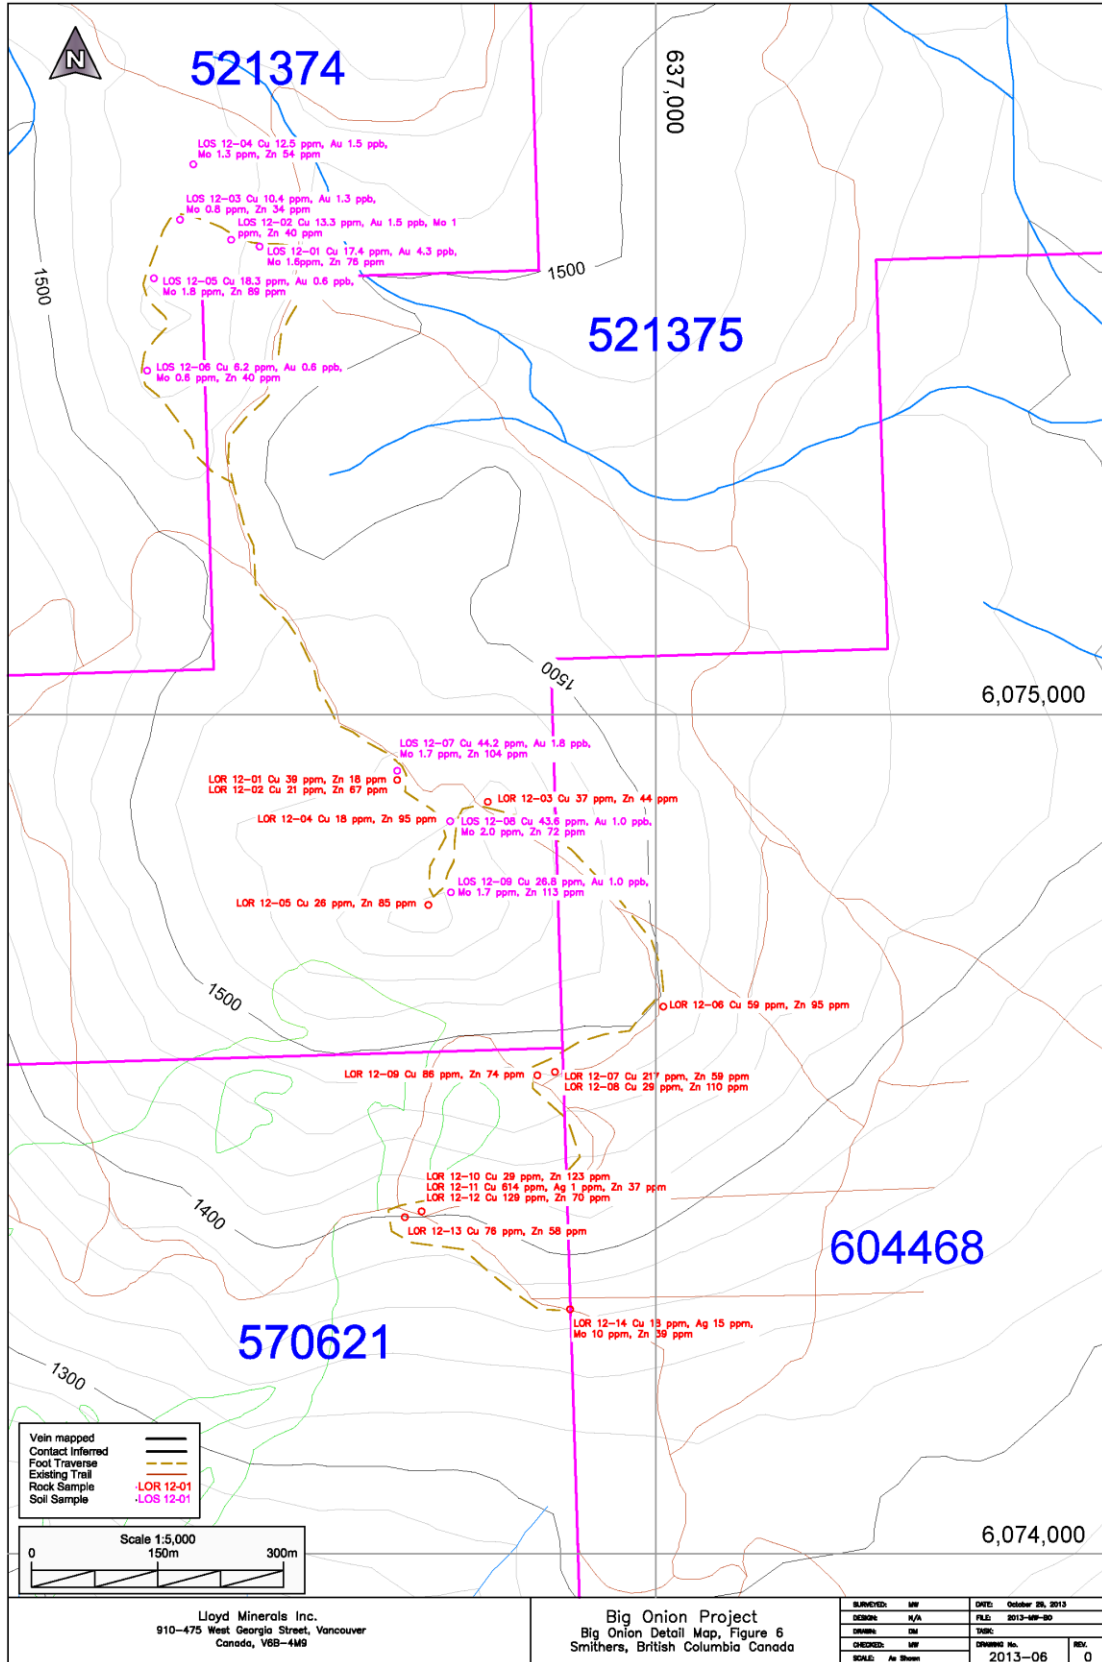 N
521374
637,000
LOS 12-04 Cu 12.5 ppm, Au 1.5 ppb,
Mo 1.3 ppm, Zn 54 ppm
LOS 12-03 Cu 10.4 ppm, Au 1.3 ppb,
Mo 0.8 ppm, Zn 34 ppm
LOS 12-02 Cu 13.3 ppm, Au 1.5 ppb, Mo 1
ppm, Zn 40 ppm
LOS 12-01 Cu 17.4 ppm, Au 4.3 ppb,
Mo 1.6ppm, Zn 76 ppm
1500
1500
LOS 12-05 Cu 18.3 ppm, Au 0.6 ppb,
Mo 1.8 ppm, Zn 89 ppm
521375
LOS 12-06 Cu 6.2 ppm, Au 0.6 ppb,
Mo 0.6 ppm, Zn 40 ppm
1500
6,075,000
LOS 12-07 Cu 44.2 ppm, Au 1.8 ppb,
Mo 1.7 ppm, Zn 104 ppm
LOR 12-01 Cu 39 ppm, Zn 18 ppm
LOR 12-02 Cu 21 ppm, Zn 67 ppm
LOR 12-03 Cu 37 ppm, Zn 44 ppm
LOR 12-04 Cu 18 ppm, Zn 95 ppm
LOS 12-08 Cu 43.6 ppm, Au 1.0 ppb,
Mo 2.0 ppm, Zn 72 ppm
LOS 12-09 Cu 26.8 ppm, Au 1.0 ppb,
Mo 1.7 ppm, Zn 113 ppm
LOR 12-05 Cu 26 ppm, Zn 85 ppm
1500
LOR 12-06 Cu 59 ppm, Zn 95 ppm
LOR 12-09 Cu 86 ppm, Zn 74 ppm
LOR 12-07 Cu 217 ppm, Zn 59 ppm
LOR 12-08 Cu 29 ppm, Zn 110 ppm
LOR 12-10 Cu 29 ppm, Zn 123 ppm
LOR 12-11 Cu 614 ppm, Ag 1 ppm, Zn 37 ppm
LOR 12-12 Cu 129 ppm, Zn 70 ppm
1400
LOR 12-13 Cu 76 ppm, Zn 58 ppm
604468
LOR 12-14 Cu ppm, Ag 15 ppm,
Mo 10 ppm, Zn 39 ppm
570621
1300
Vein mapped
Contact Inferred
Foot Traverse
Existing Trail
Rock Sample LOR 12-01
Soil Sample LOS 12-01
Scale 1:5,000
0 150m 300m
6,074,000
Lloyd Minerals Inc.
910-475 West Georgia Street, Vancouver
Canada, V6B-4M9
Big Onion Project
Big Onion Detail Map, Figure 6
Smithers, British Columbia Canada
SURVEYED: MW
DESIGN: N/A
DRAWN: DM
CHECKED: MW
SCALE: As Shown
DATE: October 2013
FILE: 2013-MW-BO
TASK:
DRAWING No.
2013-06
REV.
0